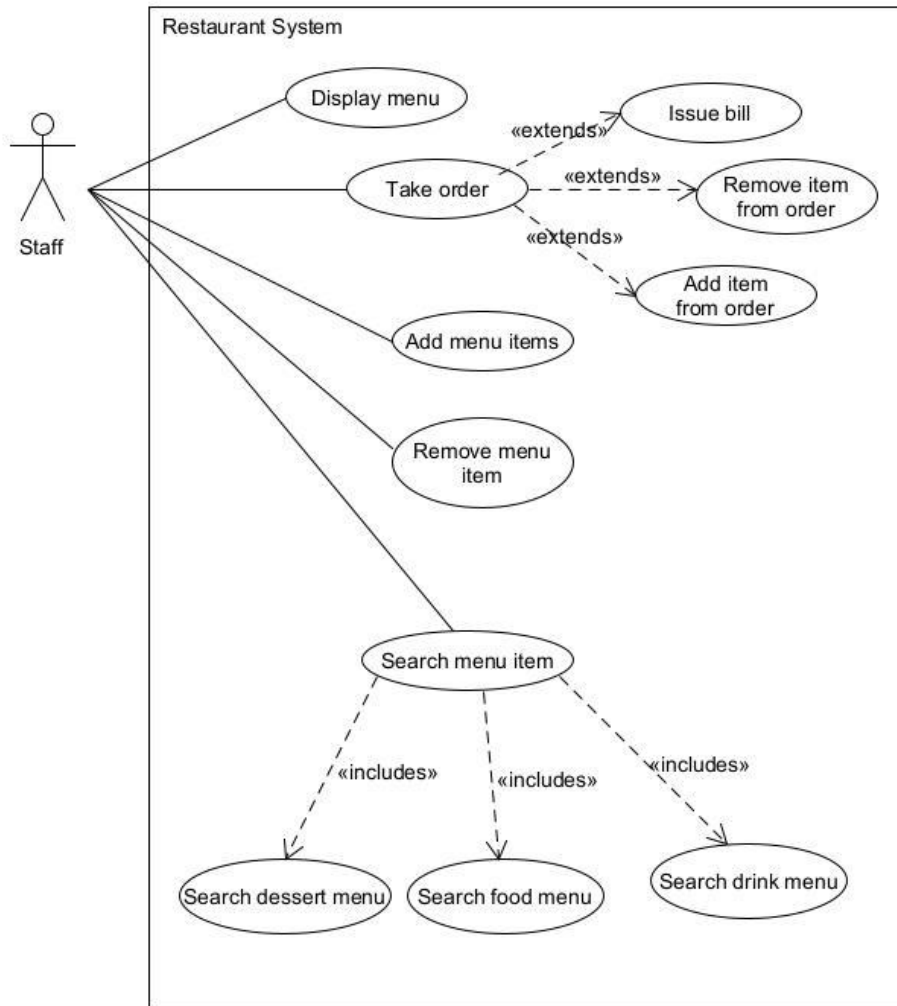 Restaurant System
Display menu
Issue bill
«extends»
Take order
«extends»
Remove item
from order
Staff
«extends»
Add item
from order
Add menu items
Remove menu
item
Search menu item
«includes»
«includes»
«includes»
Search dessert menu
Search food menu
Search drink menu